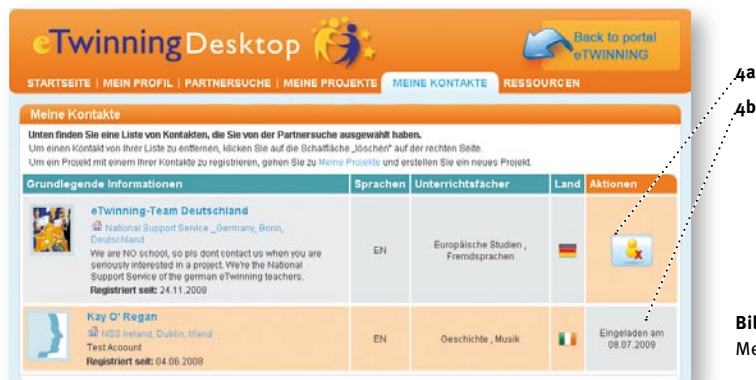 eTwinning Desktop
Back to portal
eTWINNING
STARTSEITE | MEIN PROFIL | PARTNERSUCHE | MEINE PROJEKTE MEINE KONTAKTE RESSOURCEN
4a
4b
Meine Kontakte
Unten finden Sie eine Liste von Kontakten, die Sie von der Partnersuche ausgewählt haben.
Um einen Kontakt von Ihrer Liste zu entfernen, klicken Sie auf die Schaltfläche „löschen" auf der rechten Seite.
Um ein Projekt mit einem Ihrer Kontakte zu registrieren, gehen Sie zu Meine Projekte und erstellen Sie ein neues Projekt.
Grundlegende Informationen Sprachen Unterrichtsfächer Land Aktionen
eTwinning-Team Deutschland
National Support Service _Germany, Bonn,
Deutschland
We are NO school, so pls dont contact us when you are
seriously interested in a project. We're the National
Support Service of the german eTwinning teachers.
Registriert seit: 24.11.2008
EN
Europäische Studien ,
Fremdsprachen
Kay O' Regan
NSS Ireland, Dublin, Irland
Test Acoount
Registriert seit: 04.06.2008
EN
Geschichte , Musik
Eingeladen am
08.07.2009
Bil
Me